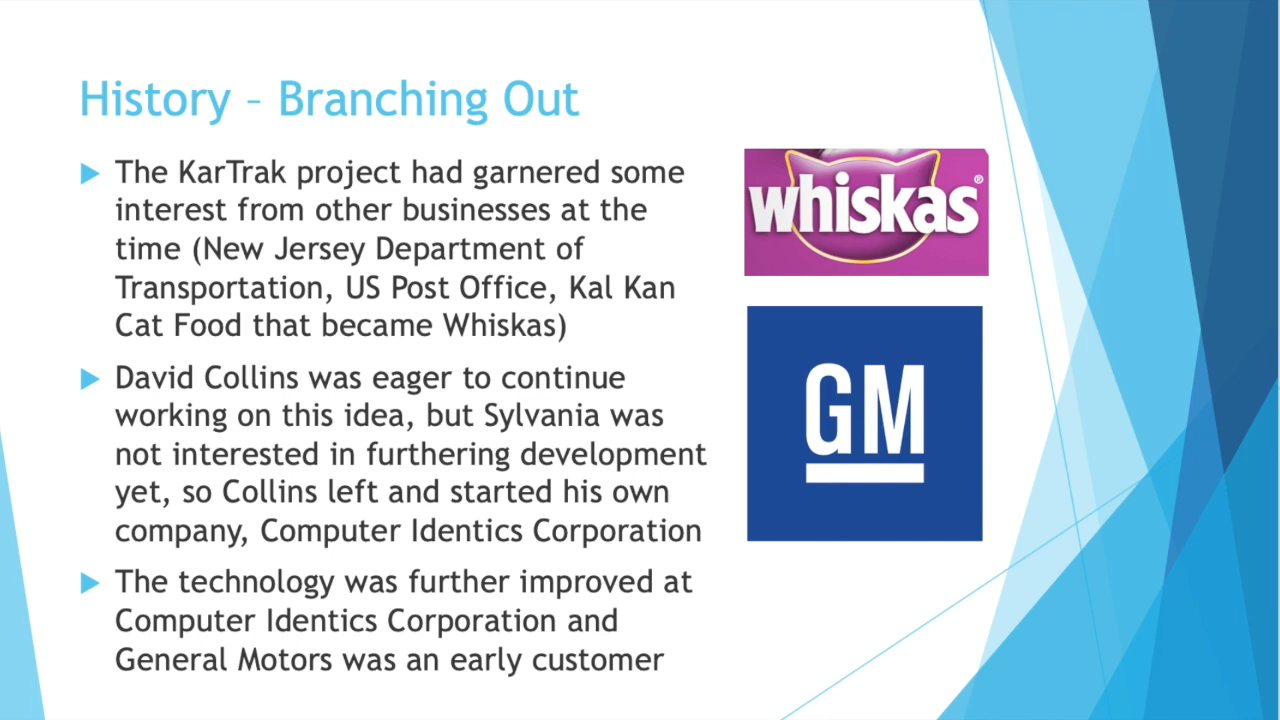 History – Branching Out
The KarTrak project had garnered some
interest from other businesses at the
time (New Jersey Department of
Transportation, US Post Office, Kal Kan
Cat Food that became Whiskas)
David Collins was eager to continue
working on this idea, but Sylvania was
not interested in furthering development
yet, so Collins left and started his own
company, Computer Identics Corporation
The technology was further improved at
Computer Identics Corporation and
General Motors was an early customer
whiskas®
GM